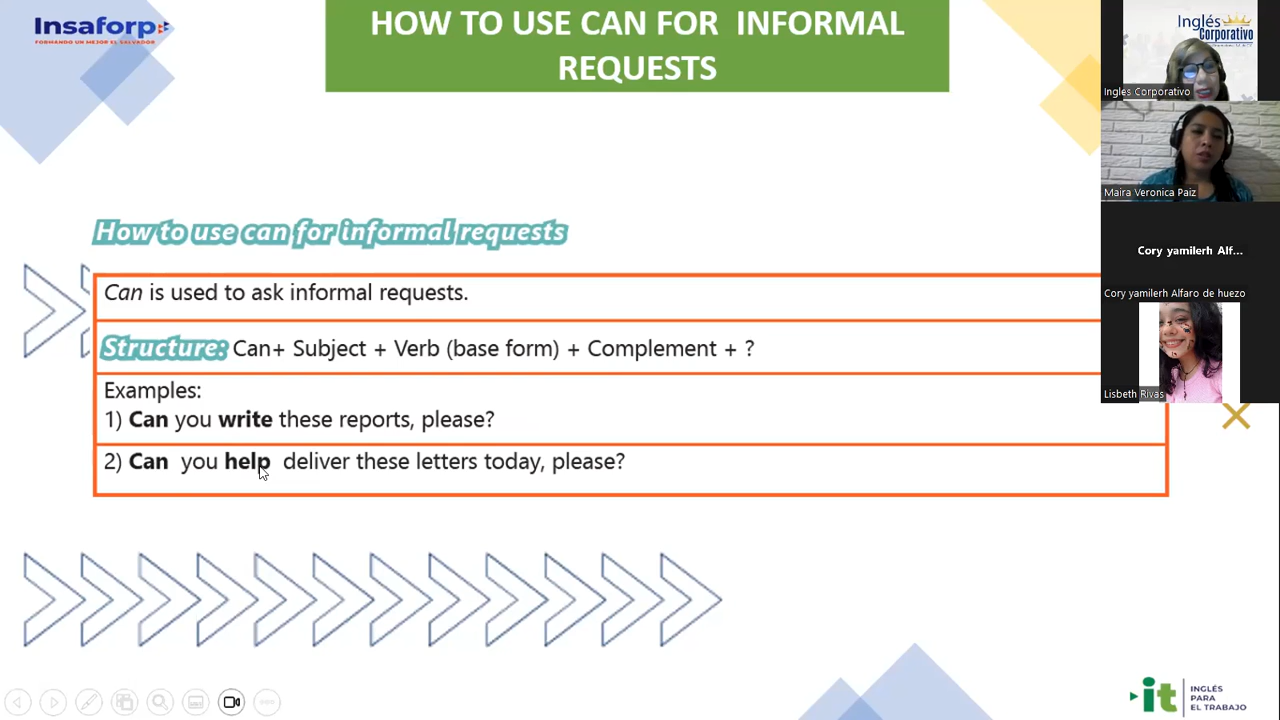 Insaforp
FORMANDO UN MEJOR EL SALVADOR
HOW TO USE CAN FOR INFORMAL
REQUESTS
Inglés
Corporativo
Ingles Corporativo
Maira Veronica Paiz
Cory yamilerh Alf...
Cory yamilerh Alfaro de huezo
Lisbeth Rivas
How to use can for informal requests
Can is used to ask informal requests.
Structure: Can+ Subject + Verb (base form) + Complement + ?
Examples:
1) Can you write these reports, please?
2) Can you help deliver these letters today, please?
it
INGLÉS
PARA
EL TRABAJO